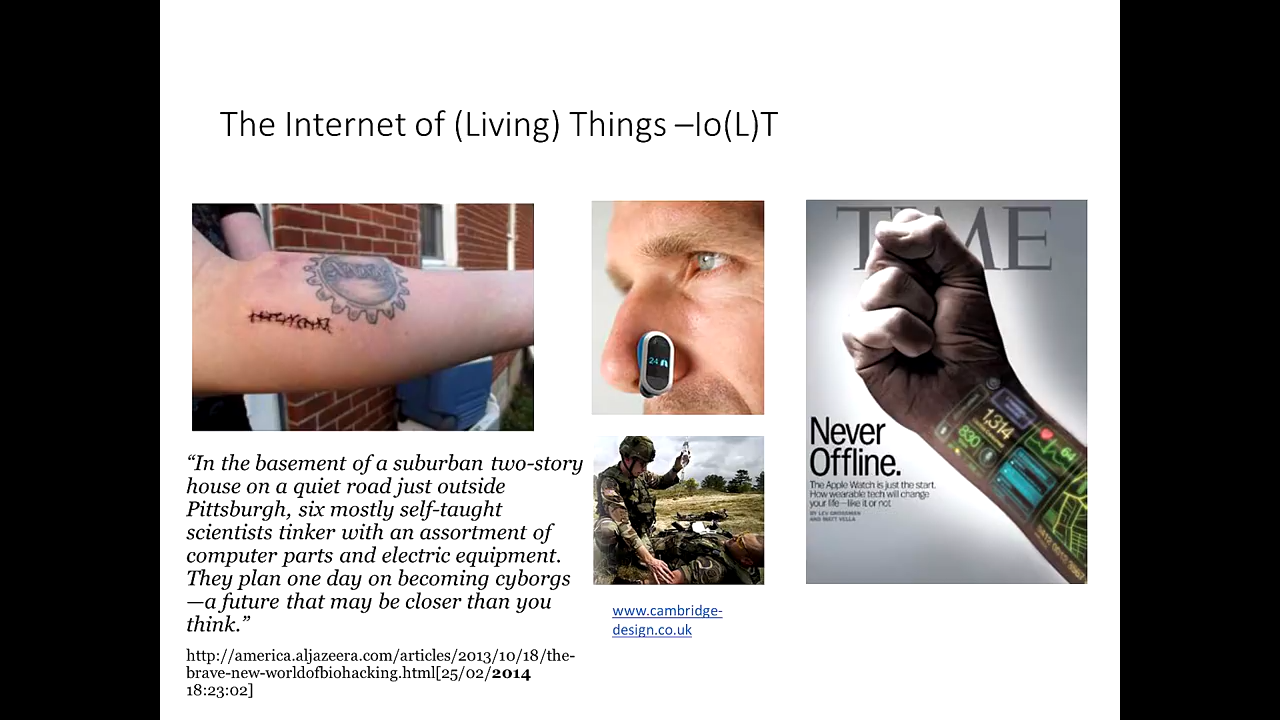 The Internet of (Living) Things –Io(L)T
24
TIME
1,314
830
64
Never
Offline.
The Apple Watch is just the start.
How wearable tech will change
your life—like it or not
BY LEV GROSSMAN
AND MATT VELLA
“In the basement of a suburban two-story
house on a quiet road just outside
Pittsburgh, six mostly self-taught
scientists tinker with an assortment of
computer parts and electric equipment.
They plan one day on becoming cyborgs
—a future that may be closer than you
think.”
http://america.aljazeera.com/articles/2013/10/18/the-
brave-new-worldofbiohacking.html[25/02/2014
18:23:02]
www.cambridge-
design.co.uk